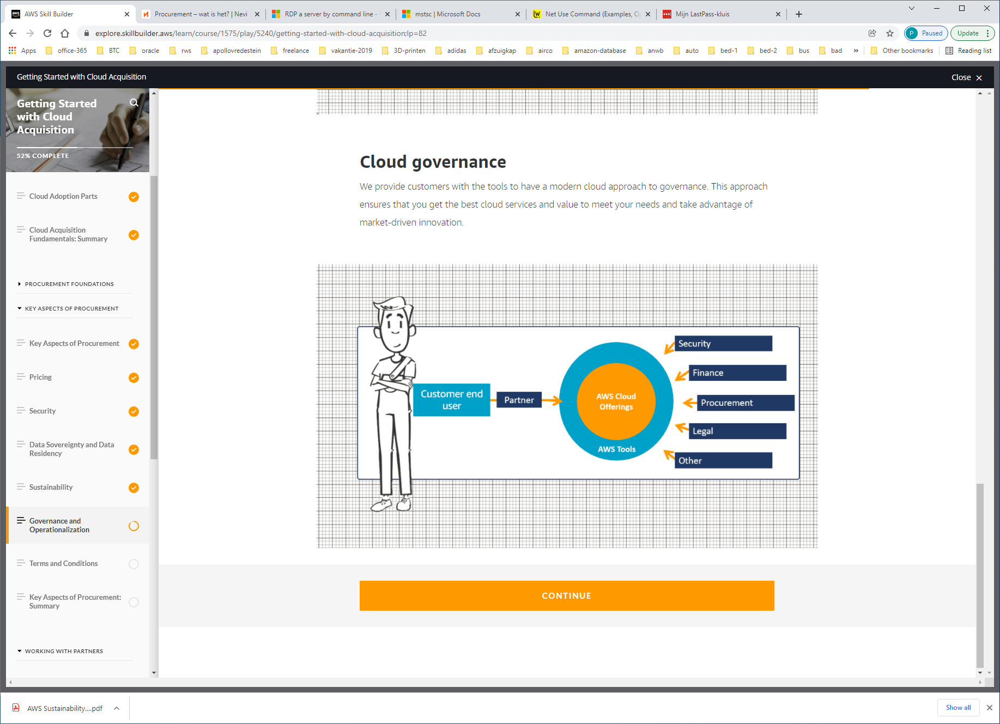 AWS Skill Builder
Procurement – wat is het? | Nevi
RDP a server by command line -
mstsc | Microsoft Docs
Net Use Command (Examples, Op
Mijn LastPass-kluis
explore.skillbuilder.aws/learn/course/1575/play/5240/getting-started-with-cloud-acquisition;lp=82
P Paused
Update
Apps office-365 BTC oracle rws apollovredestein freelance vakantie-2019 3D-printen adidas afzuigkap airco amazon-database anwb auto bed-1 bed-2 bus bad » Other bookmarks Reading list
Getting Started with Cloud Acquisition
Close
Getting Started
with Cloud
Acquisition
52% COMPLETE
Cloud Adoption Parts
Cloud Acquisition
Fundamentals: Summary
PROCUREMENT FOUNDATIONS
KEY ASPECTS OF PROCUREMENT
Key Aspects of Procurement
Pricing
Security
Data Sovereignty and Data
Residency
Sustainability
Governance and
Operationalization
Terms and Conditions
Key Aspects of Procurement:
Summary
WORKING WITH PARTNERS
Cloud governance
We provide customers with the tools to have a modern cloud approach to governance. This approach
ensures that you get the best cloud services and value to meet your needs and take advantage of
market-driven innovation.
Customer end
user
Partner
AWS Cloud
Offerings
AWS Tools
Security
Finance
Procurement
Legal
Other
CONTINUE
AWS Sustainability....pdf
Show all